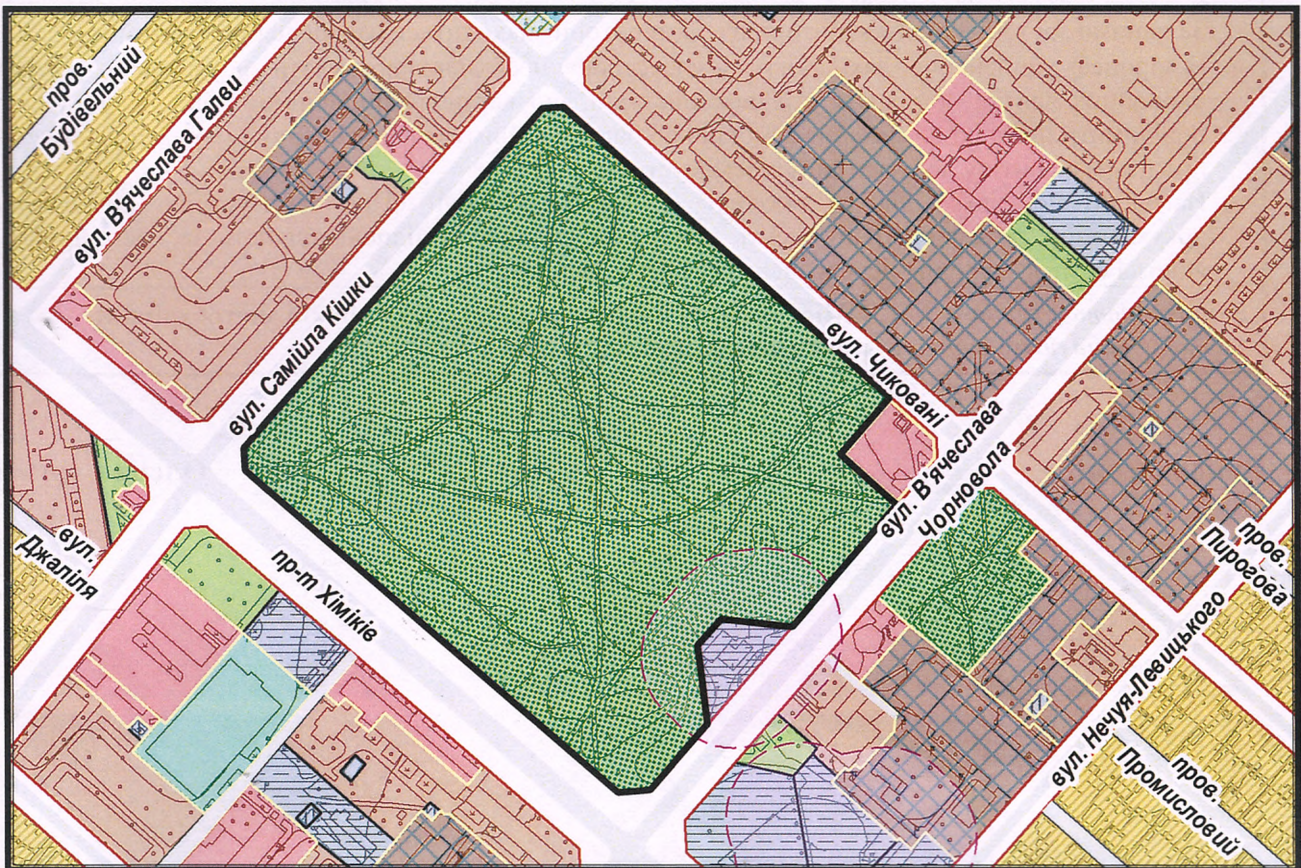 пров.
Будівельний
вул. В'ячеслава Галви
вул. Самійла Кішки
вул. Чиковані
вул. В'ячеслава
Чорновола
вул.
Джаліля
пр-т Хіміків
пров.
Пирогова
вул. Нечуя-Левицького
пров.
Промисловий